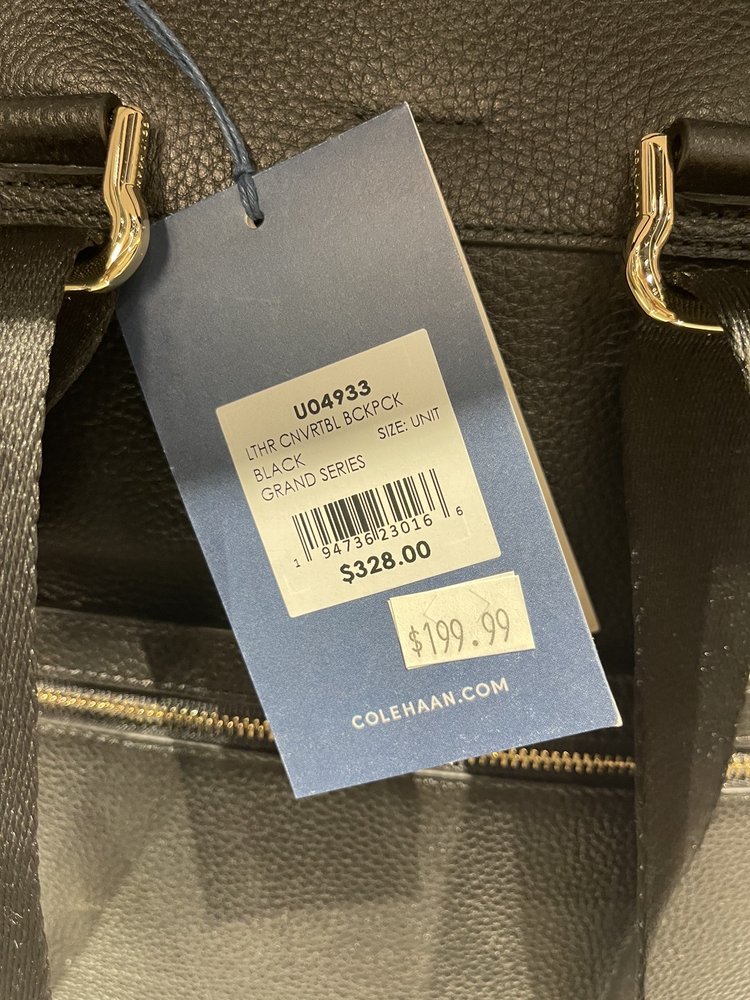 U04933
LTHR CNVRTBL BCKPCK
BLACK SIZE: UNIT
GRAND SERIES
1 94736 23016 6
$328.00
$199.99
COLEHAAN.COM